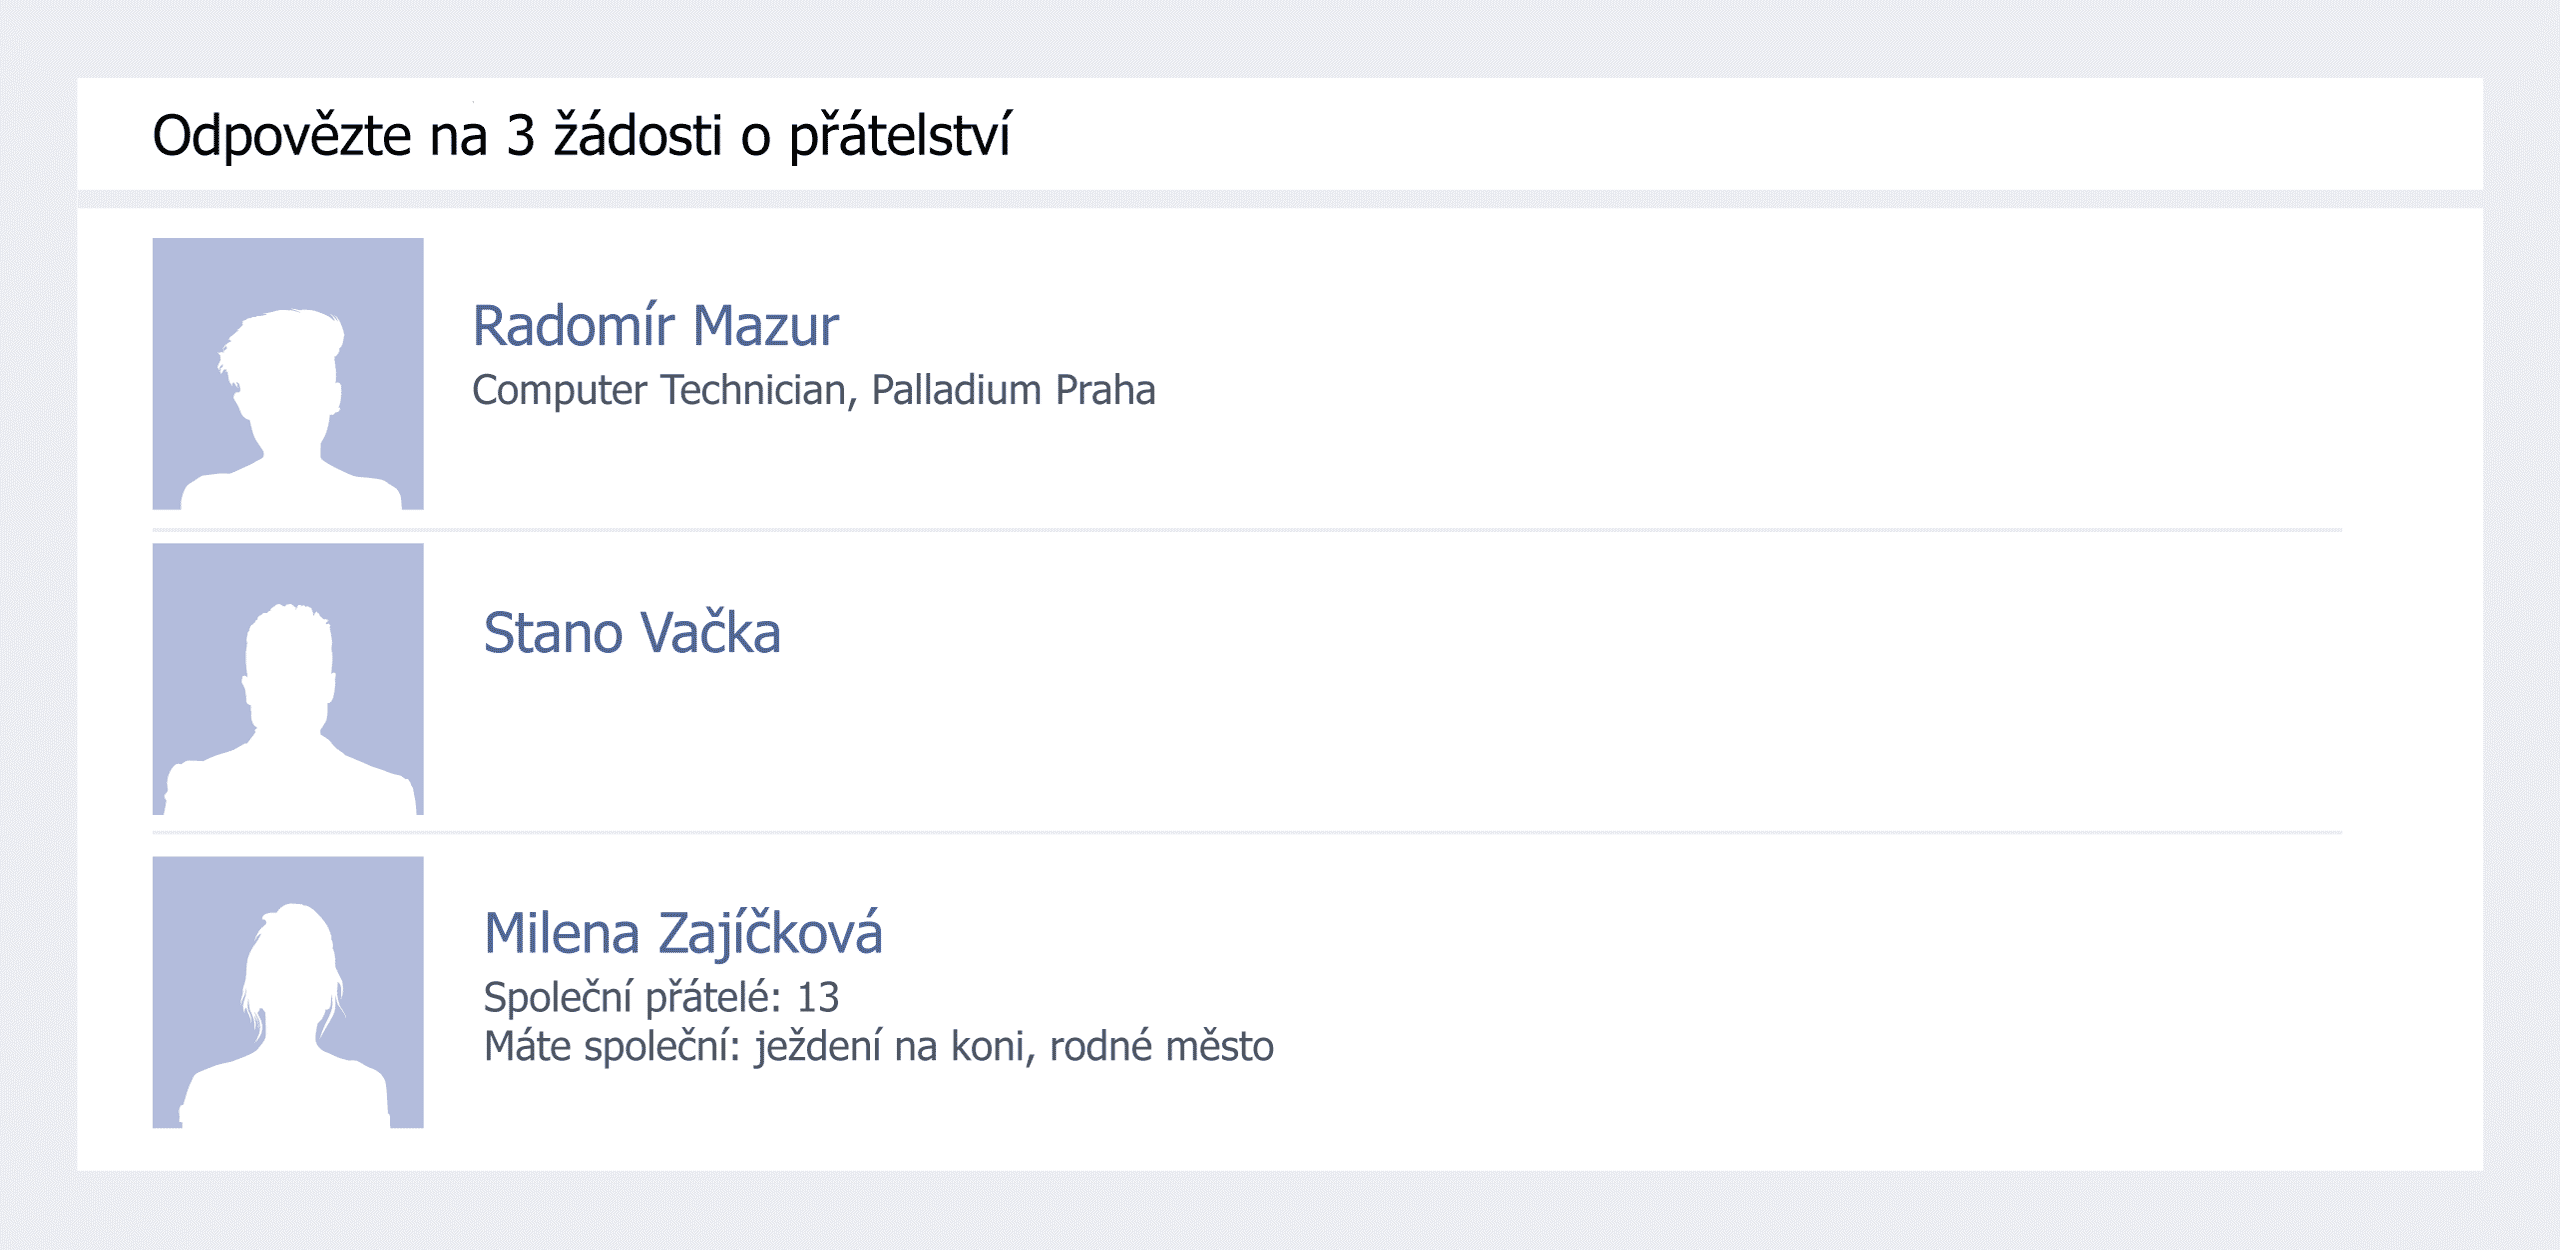 Odpovězte na 3 žádosti o přátelství
Radomír Mazur
Computer Technician, Palladium Praha
Stano Vačka
Milena Zajíčková
Společní přátelé: 13
Máte společní: ježdení na koni, rodné město